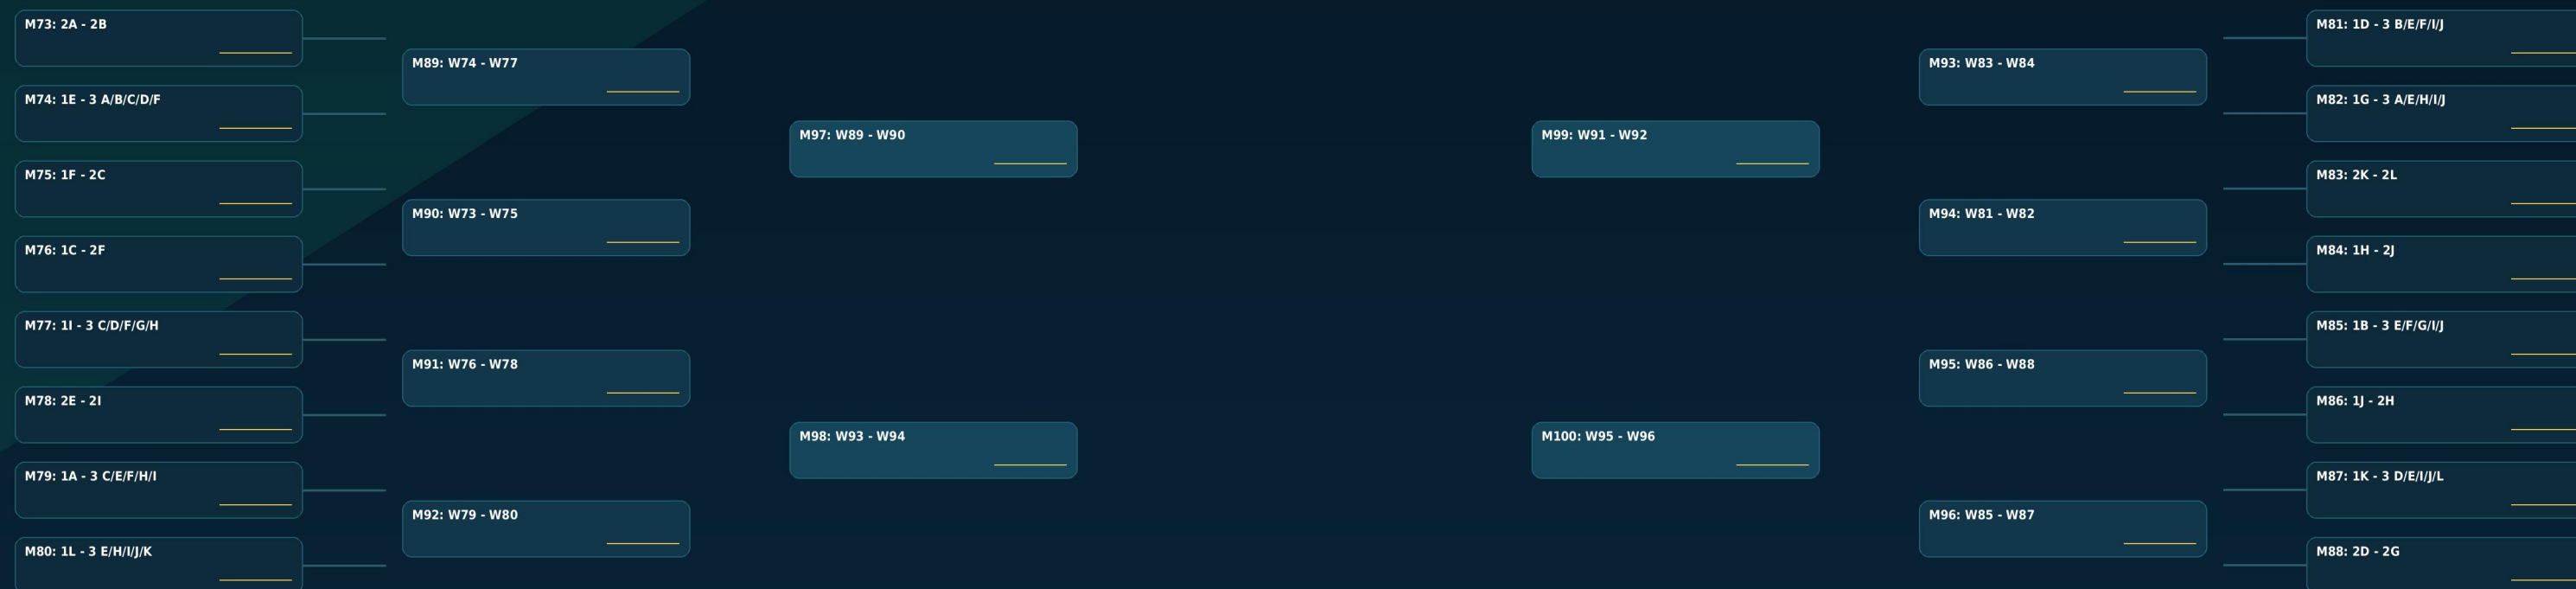 M73: 2A - 2B
M74: 1E - 3 A/B/C/D/F
M75: 1F - 2C
M76: 1C - 2F
M77: 1I - 3 C/D/F/G/H
M78: 2E - 2I
M79: 1A - 3 C/E/F/H/I
M80: 1L - 3 E/H/I/J/K
M89: W74 - W77
M90: W73 - W75
M91: W76 - W78
M92: W79 - W80
M97: W89 - W90
M98: W93 - W94
M99: W91 - W92
M100: W95 - W96
M93: W83 - W84
M94: W81 - W82
M95: W86 - W88
M96: W85 - W87
M81: 1D - 3 B/E/F/I/J
M82: 1G - 3 A/E/H/I/J
M83: 2K - 2L
M84: 1H - 2J
M85: 1B - 3 E/F/G/I/J
M86: 1J - 2H
M87: 1K - 3 D/E/I/J/L
M88: 2D - 2G